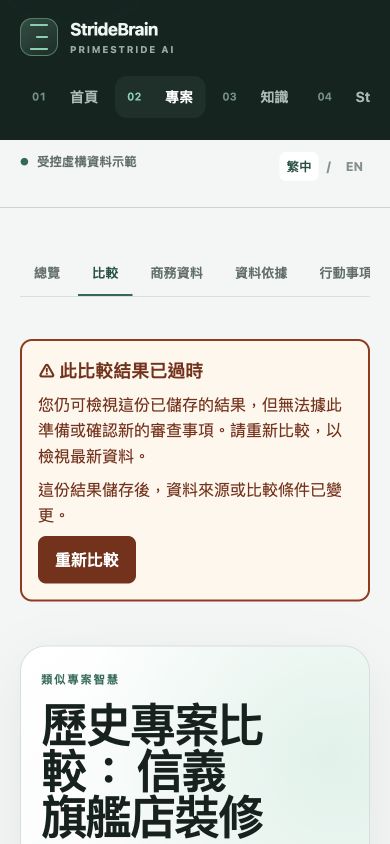 StrideBrain
PRIMESTRIDE AI
01 首頁 02 專案 03 知識 04 St
受控虛構資料示範 繁中 / EN
總覽 比較 商務資料 資料依據 行動事項
此比較結果已過時
您仍可檢視這份已儲存的結果，但無法據此
準備或確認新的審查事項。請重新比較，以
檢視最新資料。
這份結果儲存後，資料來源或比較條件已變
更。
重新比較
類似專案智慧
歷史專案比
較： 信義
旗艦店裝修